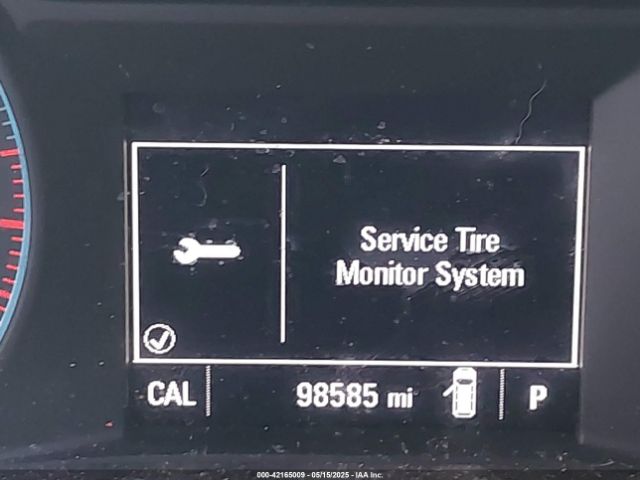 Service Tire
Monitor System
CAL 98585 mi P
000-42165009 - 05/15/2025 - IAA Inc.